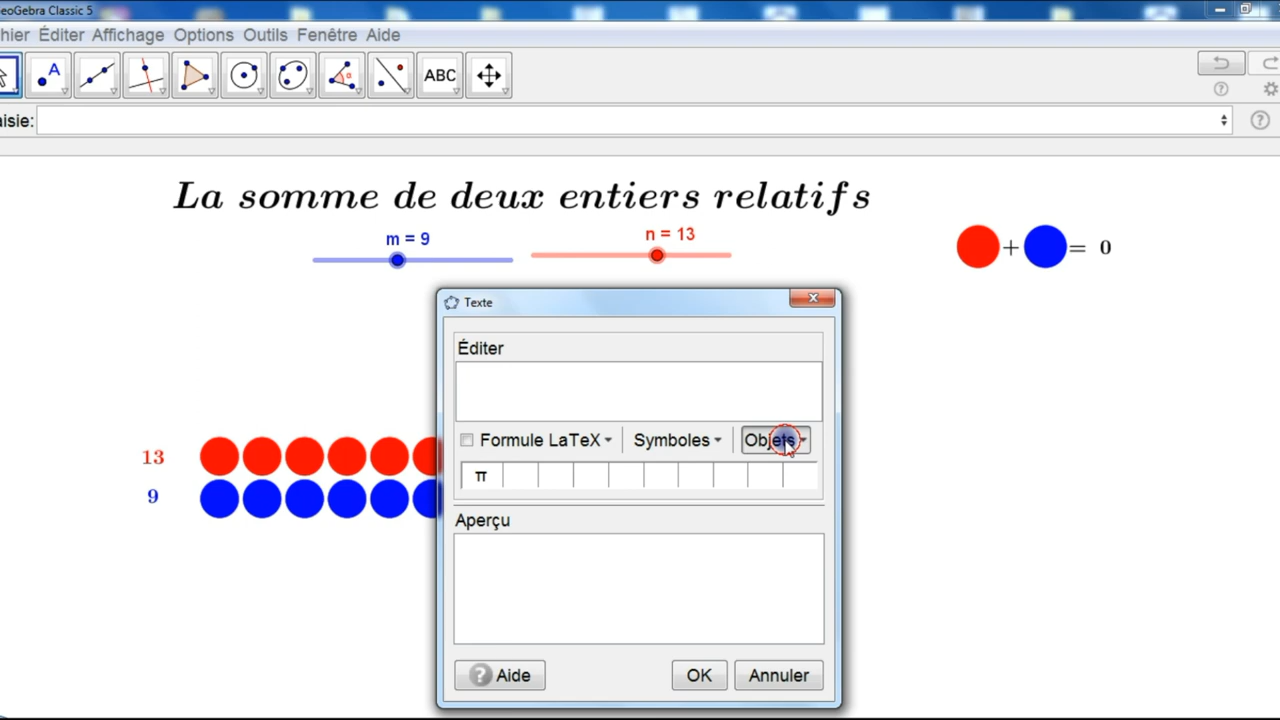 eoGebra Classic 5
hier Éditer Affichage Options Outils Fenêtre Aide
A
α
ABC
aisie:
La somme de deux entiers relatifs
m = 9
n = 13
+ = 0
Texte
Éditer
Formule LaTeX Symboles Objets
π
13
9
Aperçu
Aide OK Annuler